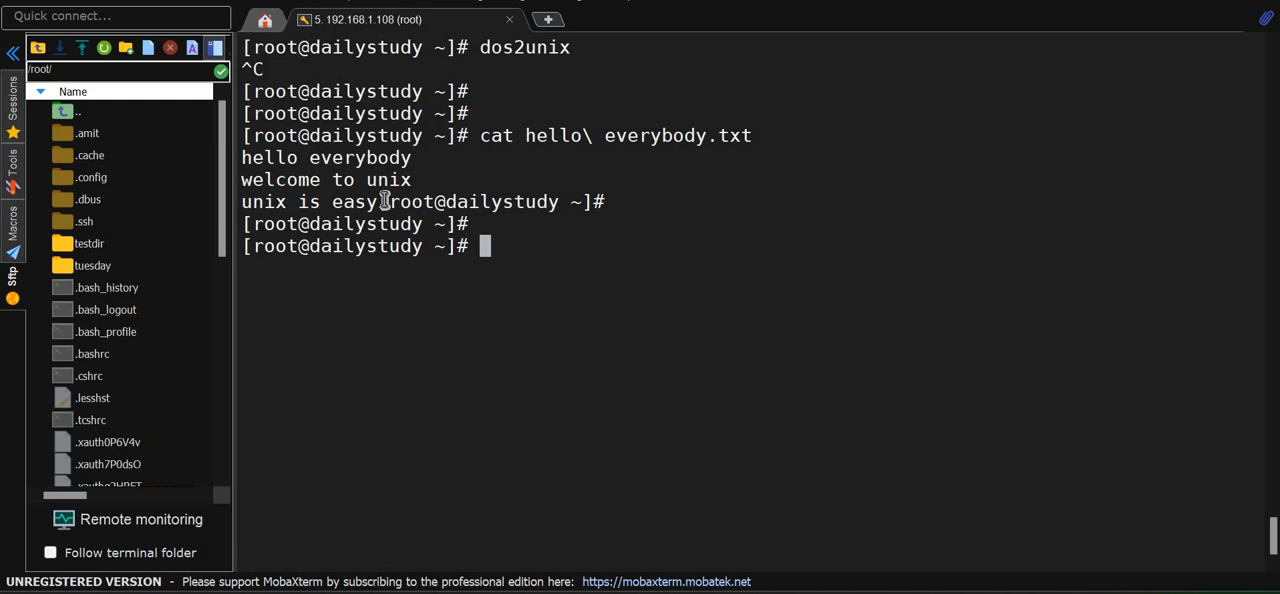 Quick connect...
5. 192.168.1.108 (root)
/root/
Name
..
.amit
.cache
.config
.dbus
.ssh
testdir
tuesday
.bash_history
.bash_logout
.bash_profile
.bashrc
.cshrc
.lesshst
.tcshrc
.xauth0P6V4v
.xauth7P0dsO
Remote monitoring
Follow terminal folder
Sessions
Tools
Macros
Sftp
[root@dailystudy ~]# dos2unix
^C
[root@dailystudy ~]#
[root@dailystudy ~]#
[root@dailystudy ~]# cat hello\ everybody.txt
hello everybody
welcome to unix
unix is easy[root@dailystudy ~]#
[root@dailystudy ~]#
[root@dailystudy ~]#
UNREGISTERED VERSION - Please support MobaXterm by subscribing to the professional edition here: https://mobaxterm.mobatek.net